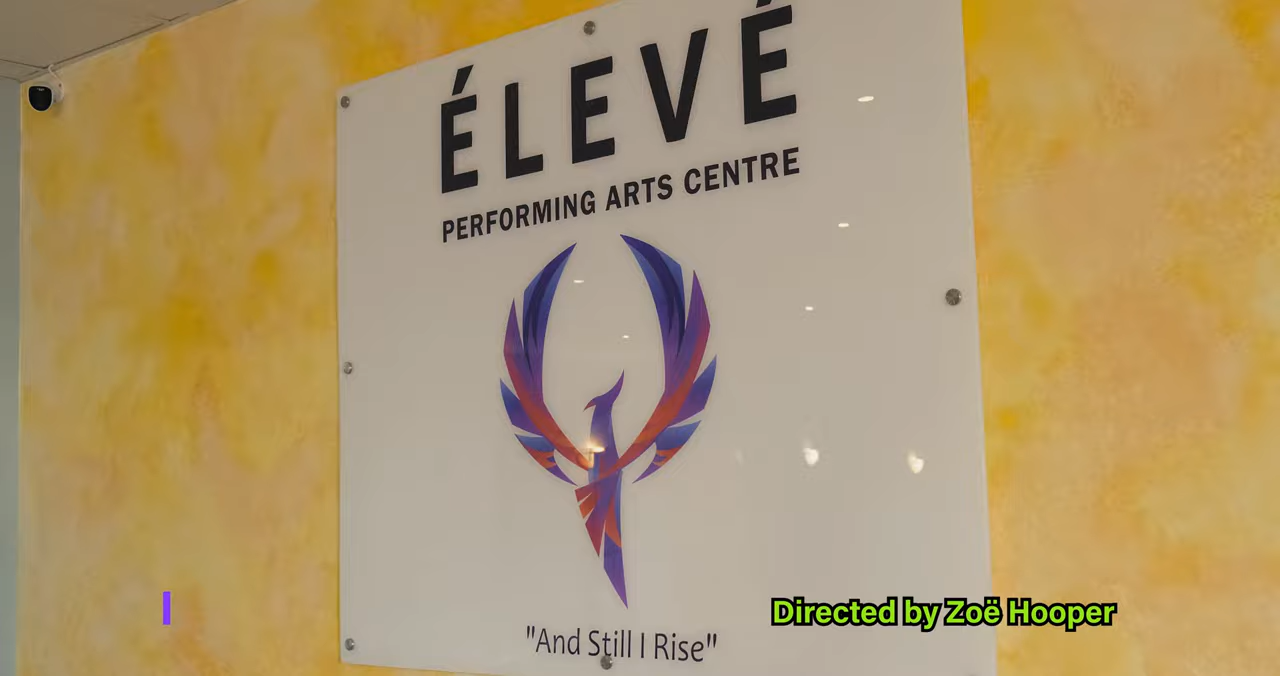 ÉLEVÉ
PERFORMING ARTS CENTRE
"And Still I Rise"
Directed by Zoë Hooper